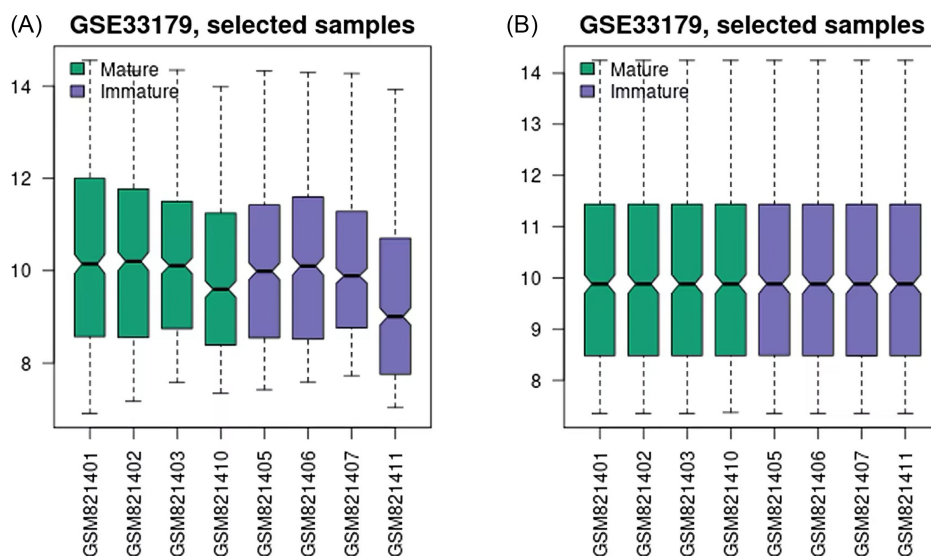 (A)
GSE33179, selected samples
Mature
Immature
14
12
10
8
GSM821401
GSM821402
GSM821403
GSM821410
GSM821405
GSM821406
GSM821407
GSM821411
(B)
GSE33179, selected samples
Mature
Immature
14
13
12
11
10
9
8
GSM821401
GSM821402
GSM821403
GSM821410
GSM821405
GSM821406
GSM821407
GSM821411